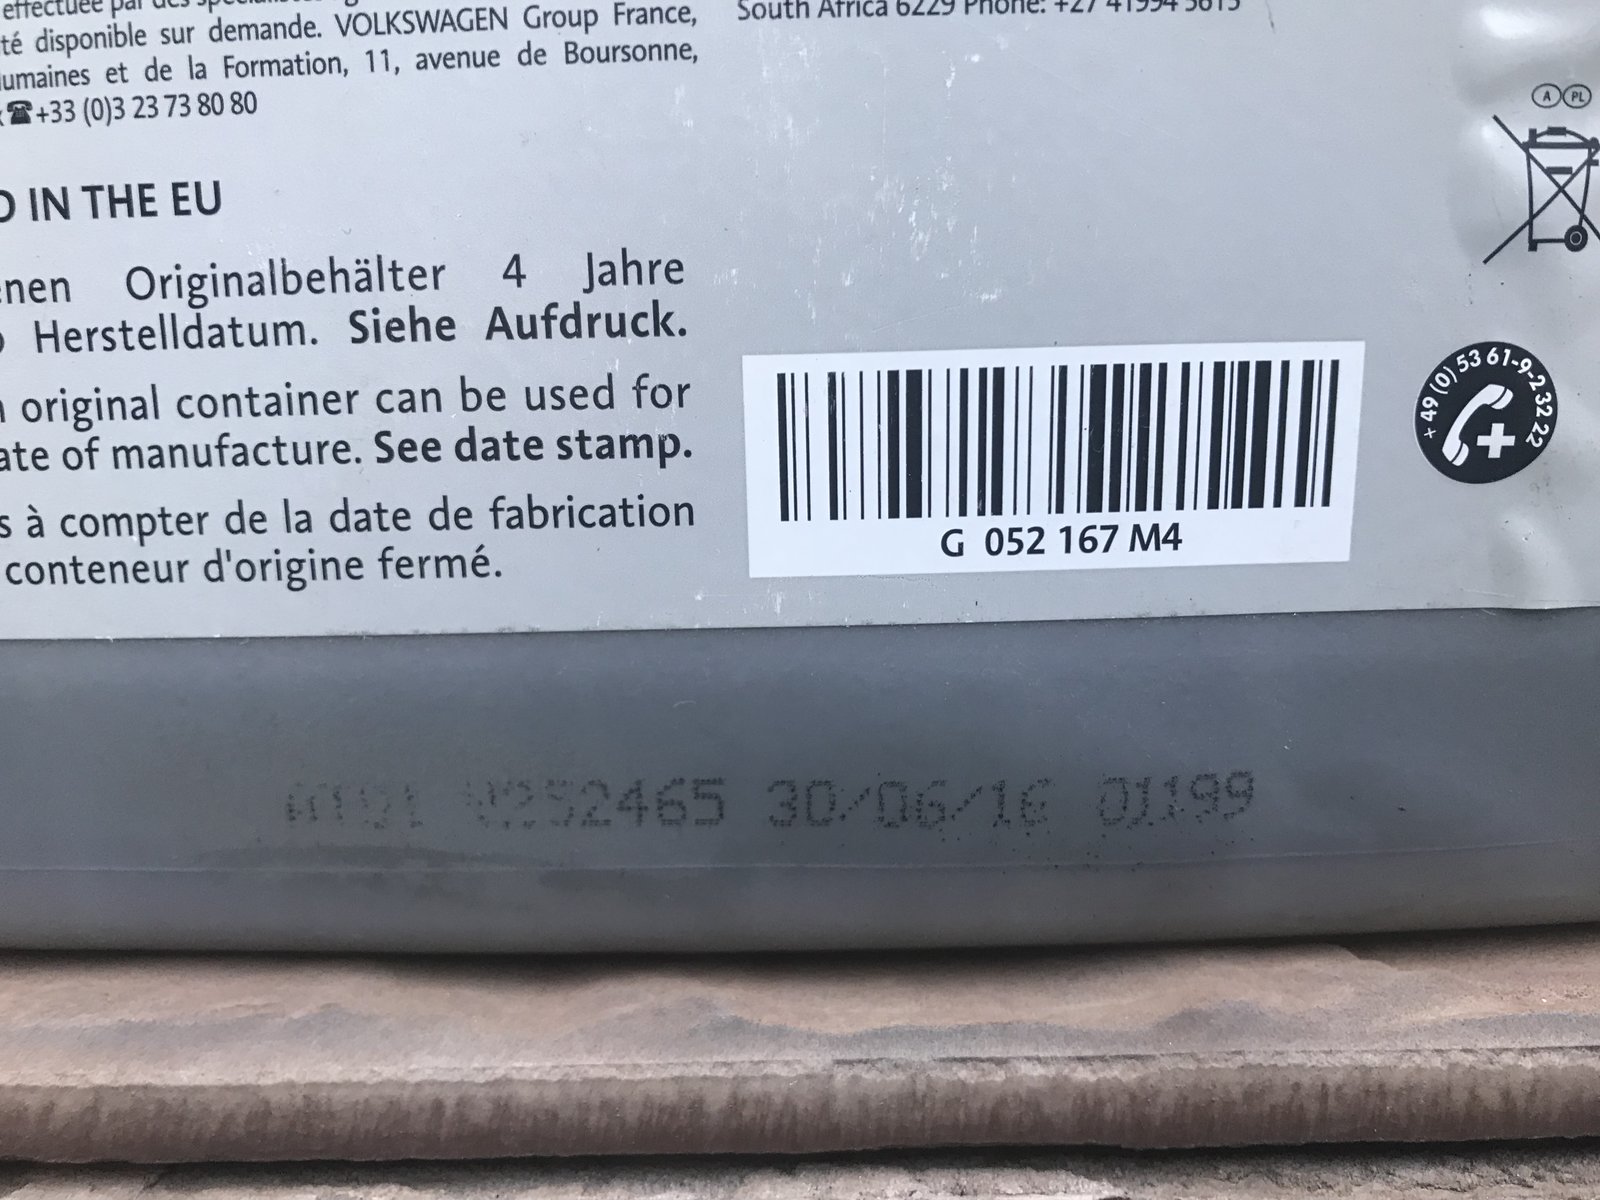 effectuée par des
té disponible sur demande. VOLKSWAGEN Group France,
umaines et de la Formation, 11, avenue de Boursonne,
☎+33 (0)3 23 73 80 80
South Africa 6229 Phone: +27 41994 5615
A PL
D IN THE EU
nen Originalbehälter 4 Jahre
Herstelldatum. Siehe Aufdruck.
original container can be used for
ate of manufacture. See date stamp.
s à compter de la date de fabrication
conteneur d'origine fermé.
G 052 167 M4
+ 49 (0) 53 61-9-2 32 22
30/06/16 01199